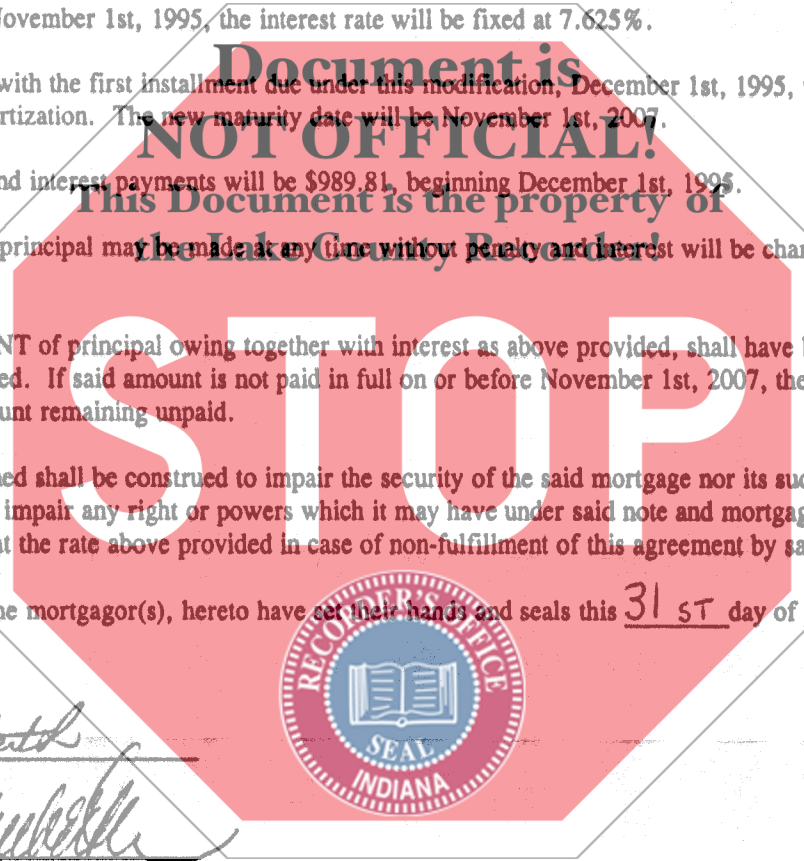 November 1st, 1995, the interest rate will be fixed at 7.625%.
Document is
with the first installment due under this modification, December 1st, 1995,
rtization. The new maturity date will be November 1st, 2007.
NOT OFFICIAL!
nd interest payments will be $989.81, beginning December 1st, 1995.
This Document is the property of
principal may be made at any time without penalty and interest will be char
the Lake County Recorder!
NT of principal owing together with interest as above provided, shall have
STOP
ed. If said amount is not paid in full on or before November 1st, 2007, the
unt remaining unpaid.
ed shall be construed to impair the security of the said mortgage nor its suc
impair any right or powers which it may have under said note and mortgag
t the rate above provided in case of non-fulfillment of this agreement by sa
he mortgagor(s), hereto have set their hands and seals this 31 ST day of
RECORDER'S OFFICE
SEAL
INDIANA